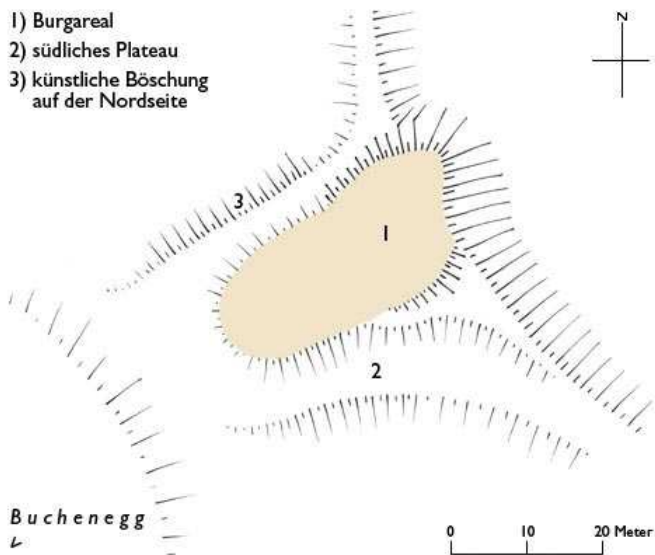 1) Burgareal
2) südliches Plateau
3) künstliche Böschung
auf der Nordseite
N
3
1
2
Buchenegg
0 10 20 Meter